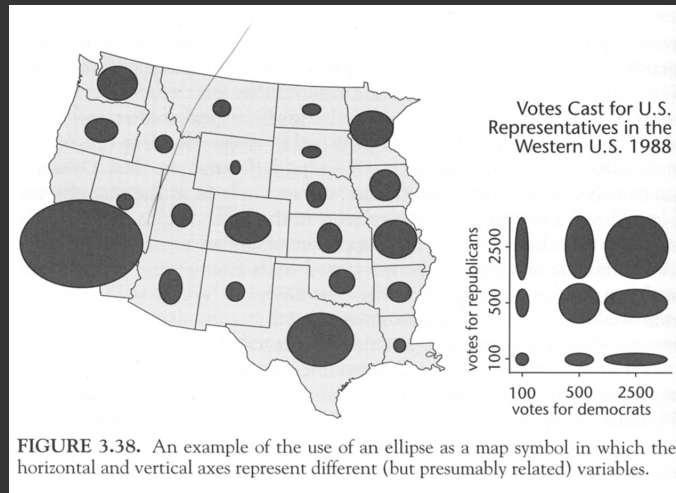 Votes Cast for U.S.
Representatives in the
Western U.S. 1988
votes for republicans
2500
500
100
100 500 2500
votes for democrats
FIGURE 3.38. An example of the use of an ellipse as a map symbol in which the
horizontal and vertical axes represent different (but presumably related) variables.